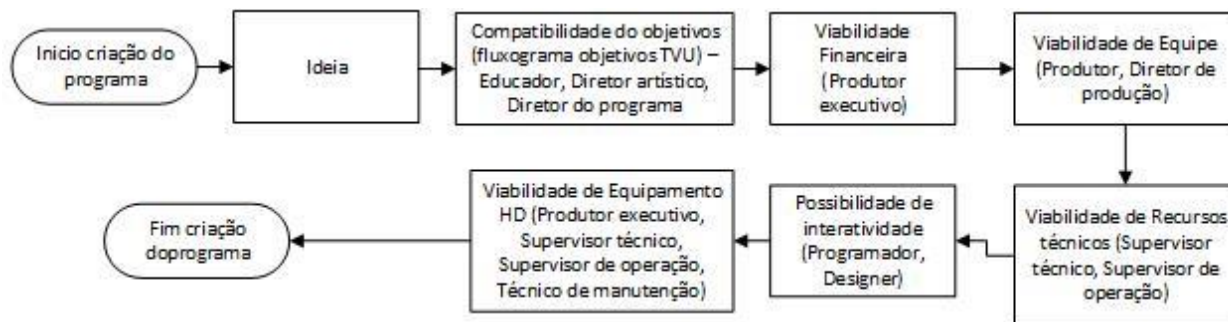 Inicio criação do
programa
Ideia
Compatibilidade do objetivos
(fluxograma objetivos TVU) –
Educador, Diretor artístico,
Diretor do programa
Viabilidade
Financeira
(Produtor
executivo)
Viabilidade de Equipe
(Produtor, Diretor de
produção)
Viabilidade de Recursos
técnicos (Supervisor
técnico, Supervisor de
operação)
Possibilidade de
interatividade
(Programador,
Designer)
Viabilidade de Equipamento
HD (Produtor executivo,
Supervisor técnico,
Supervisor de operação,
Técnico de manutenção)
Fim criação
doprograma